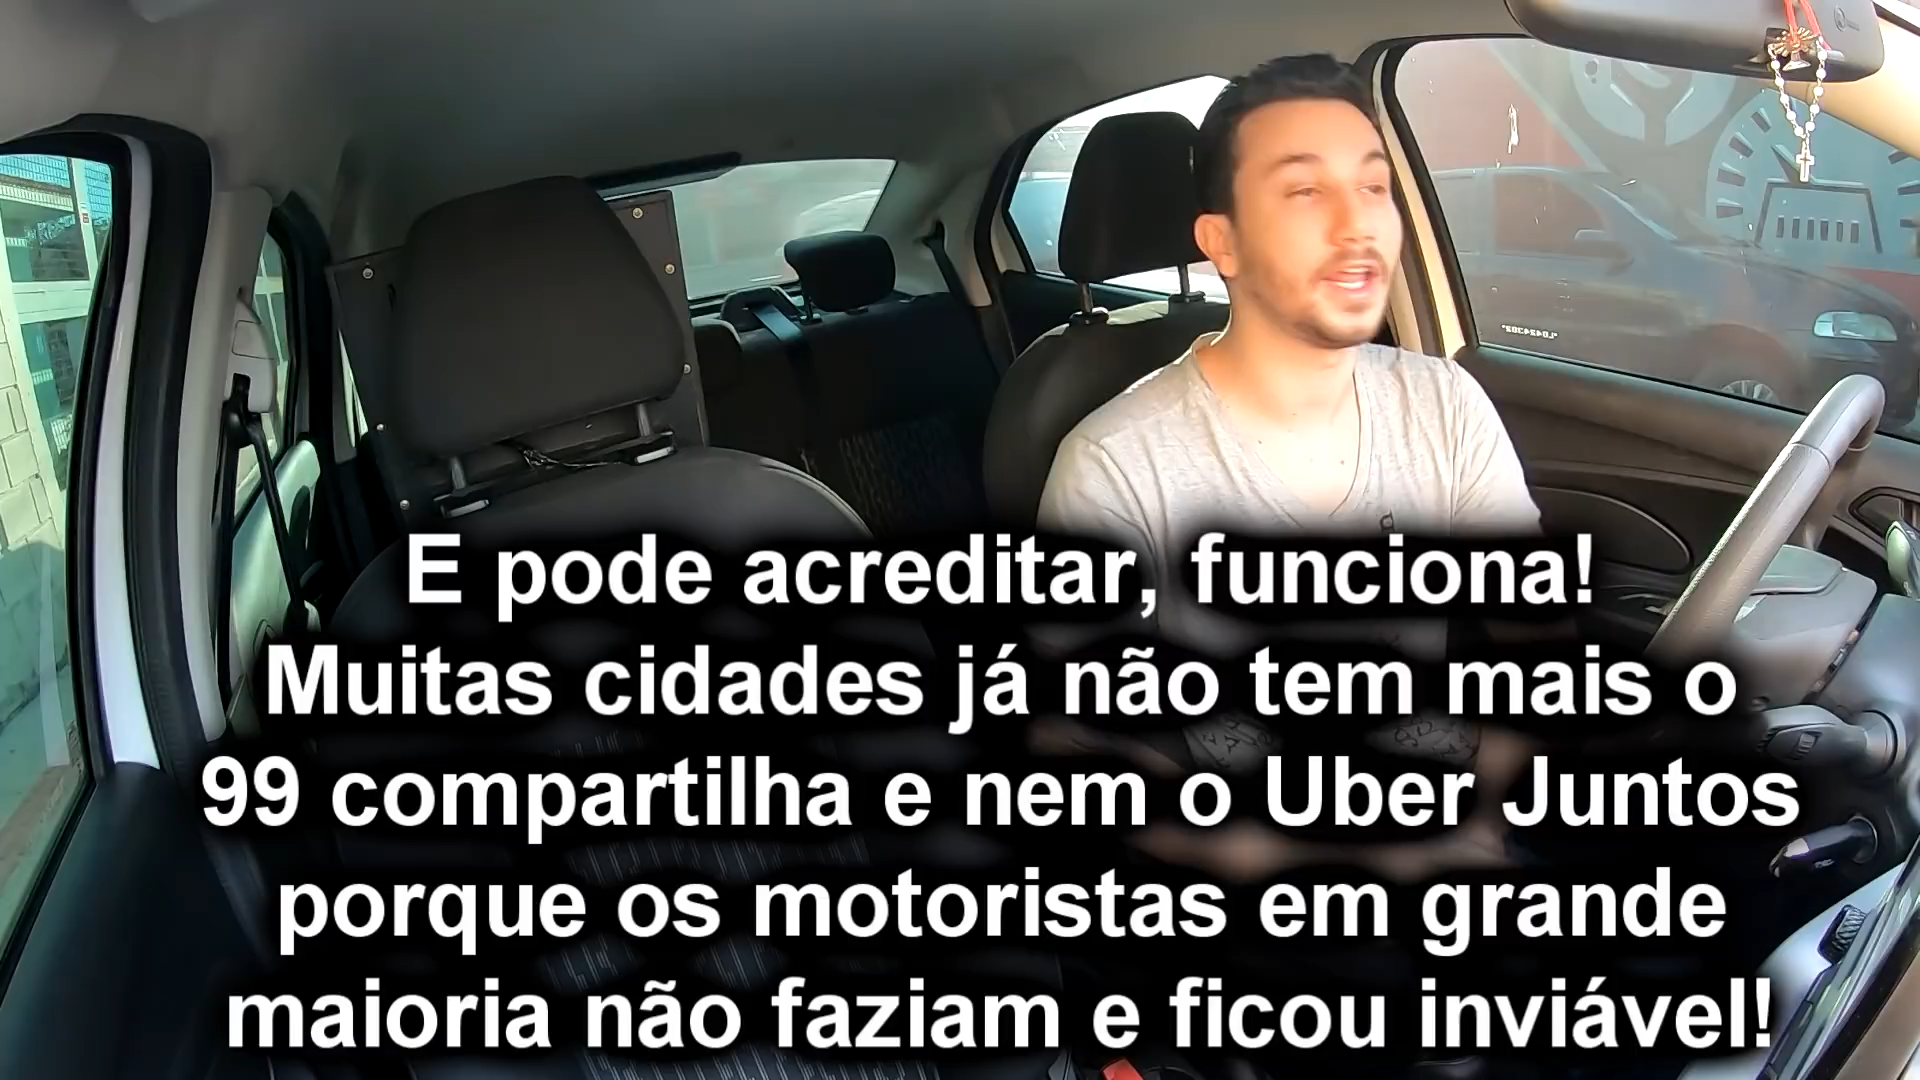 E pode acreditar, funciona!
Muitas cidades já não tem mais o
99 compartilha e nem o Uber Juntos
porque os motoristas em grande
maioria não faziam e ficou inviável!